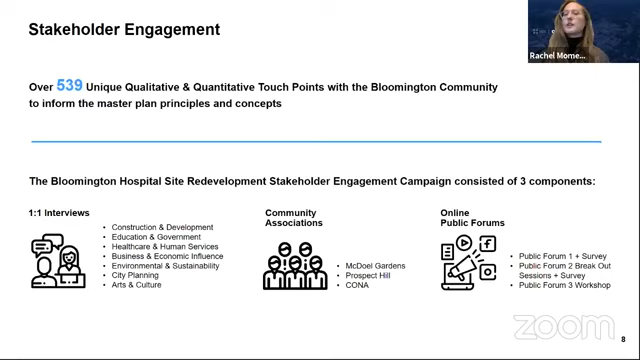 Stakeholder Engagement
Rachel Mome...
Over 539 Unique Qualitative & Quantitative Touch Points with the Bloomington Community
to inform the master plan principles and concepts
The Bloomington Hospital Site Redevelopment Stakeholder Engagement Campaign consisted of 3 components:
1:1 Interviews
• Construction & Development
• Education & Government
• Healthcare & Human Services
• Business & Economic Influence
• Environmental & Sustainability
• City Planning
• Arts & Culture
Community
Associations
• McDoel Gardens
• Prospect Hill
• CONA
Online
Public Forums
• Public Forum 1 + Survey
• Public Forum 2 Break Out
Sessions + Survey
• Public Forum 3 Workshop
zoom
8